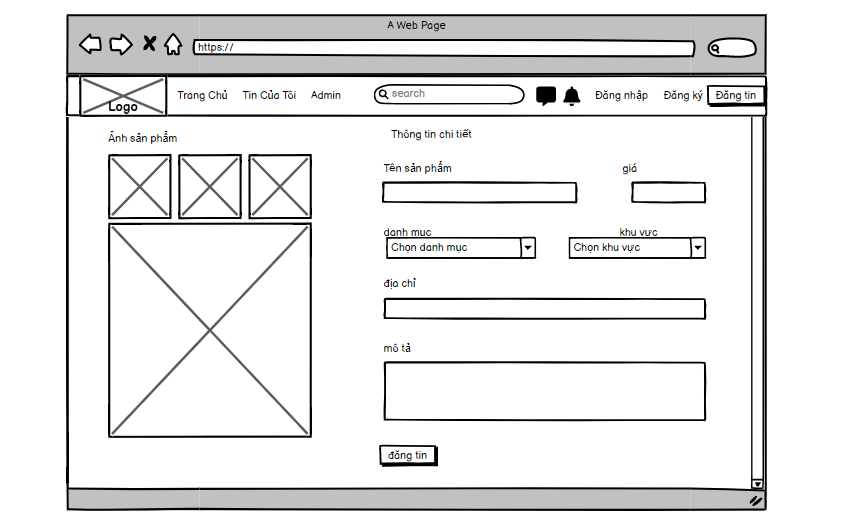 A Web Page
https://
Logo
Trang Chủ
Tin Của Tôi
Admin
search
Đăng nhập
Đăng ký
Đăng tin
Ảnh sản phẩm
Thông tin chi tiết
Tên sản phẩm
giá
danh mục
khu vực
Chọn danh mục
Chọn khu vực
địa chỉ
mô tả
đăng tin